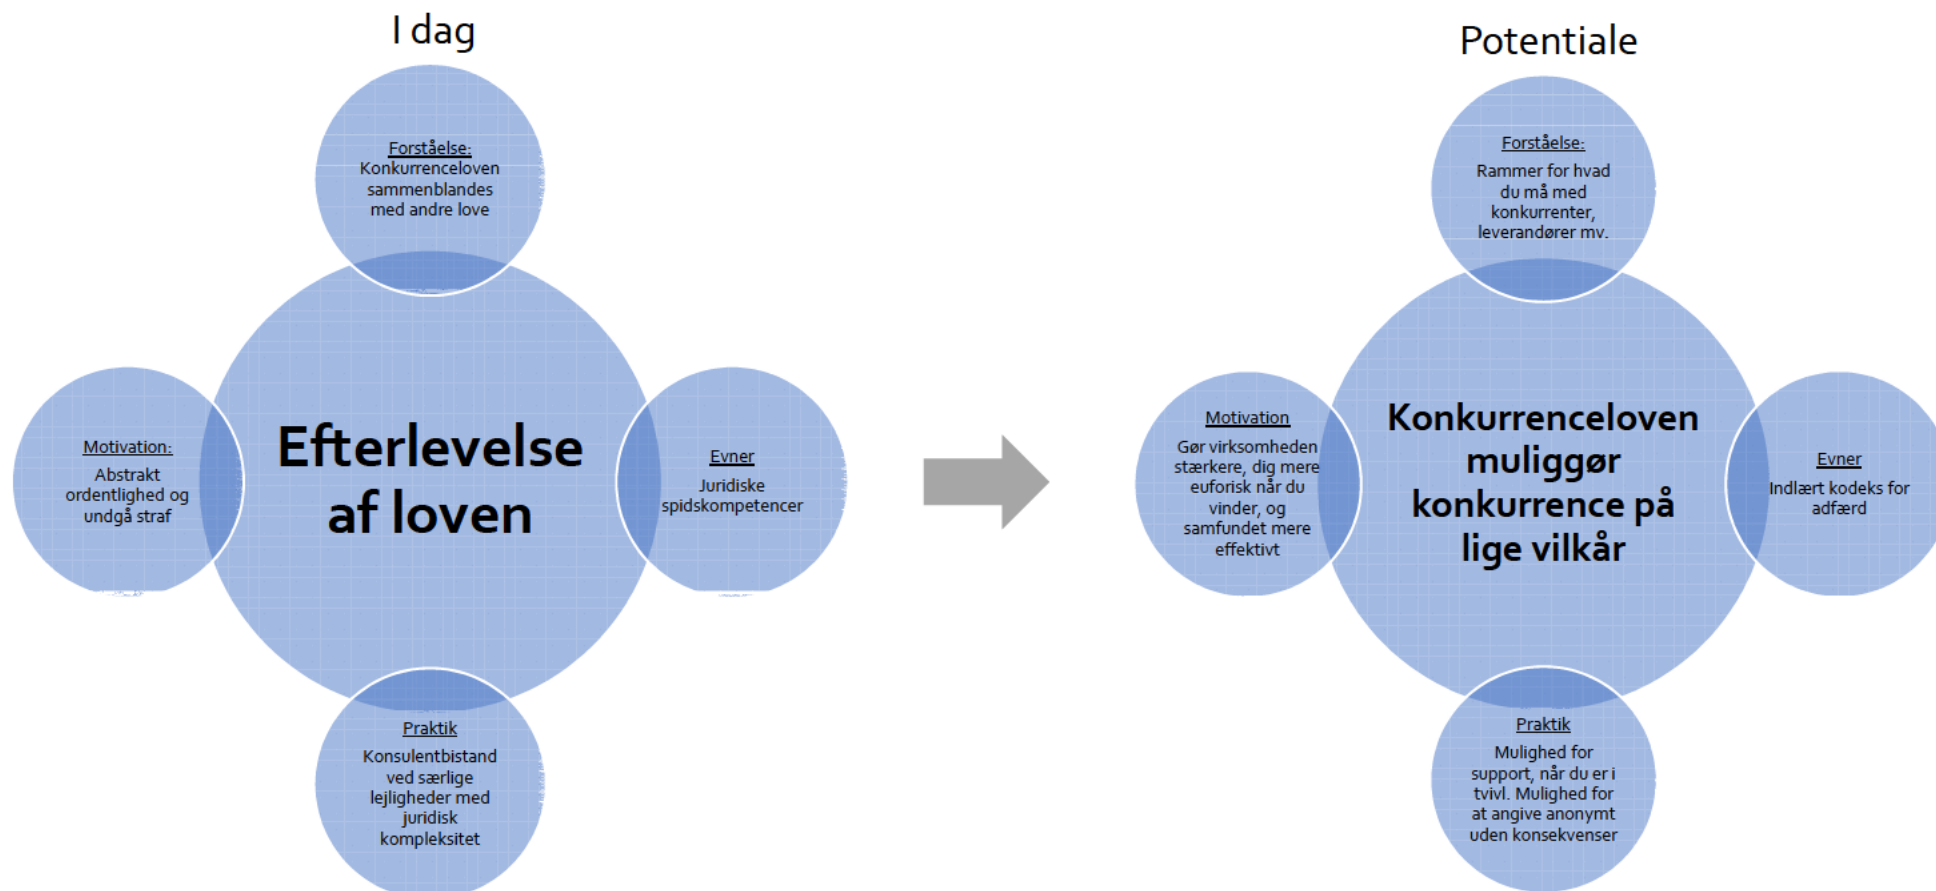 I dag
Forståelse:
Konkurrenceloven
sammenblandes
med andre love
Motivation:
Abstrakt
ordentlighed og
undgå straf
Efterlevelse
af loven
Evner
Juridiske
spidskompetencer
Praktik
Konsulentbistand
ved særlige
lejligheder med
juridisk
kompleksitet
Potentiale
Forståelse:
Rammer for hvad
du må med
konkurrenter,
leverandører mv.
Motivation
Gør virksomheden
stærkere, dig mere
euforisk når du
vinder, og
samfundet mere
effektivt
Konkurrenceloven
muliggør
konkurrence på
lige vilkår
Evner
Indlært kodeks for
adfærd
Praktik
Mulighed for
support, når du er i
tvivl. Mulighed for
at angive anonymt
uden konsekvenser